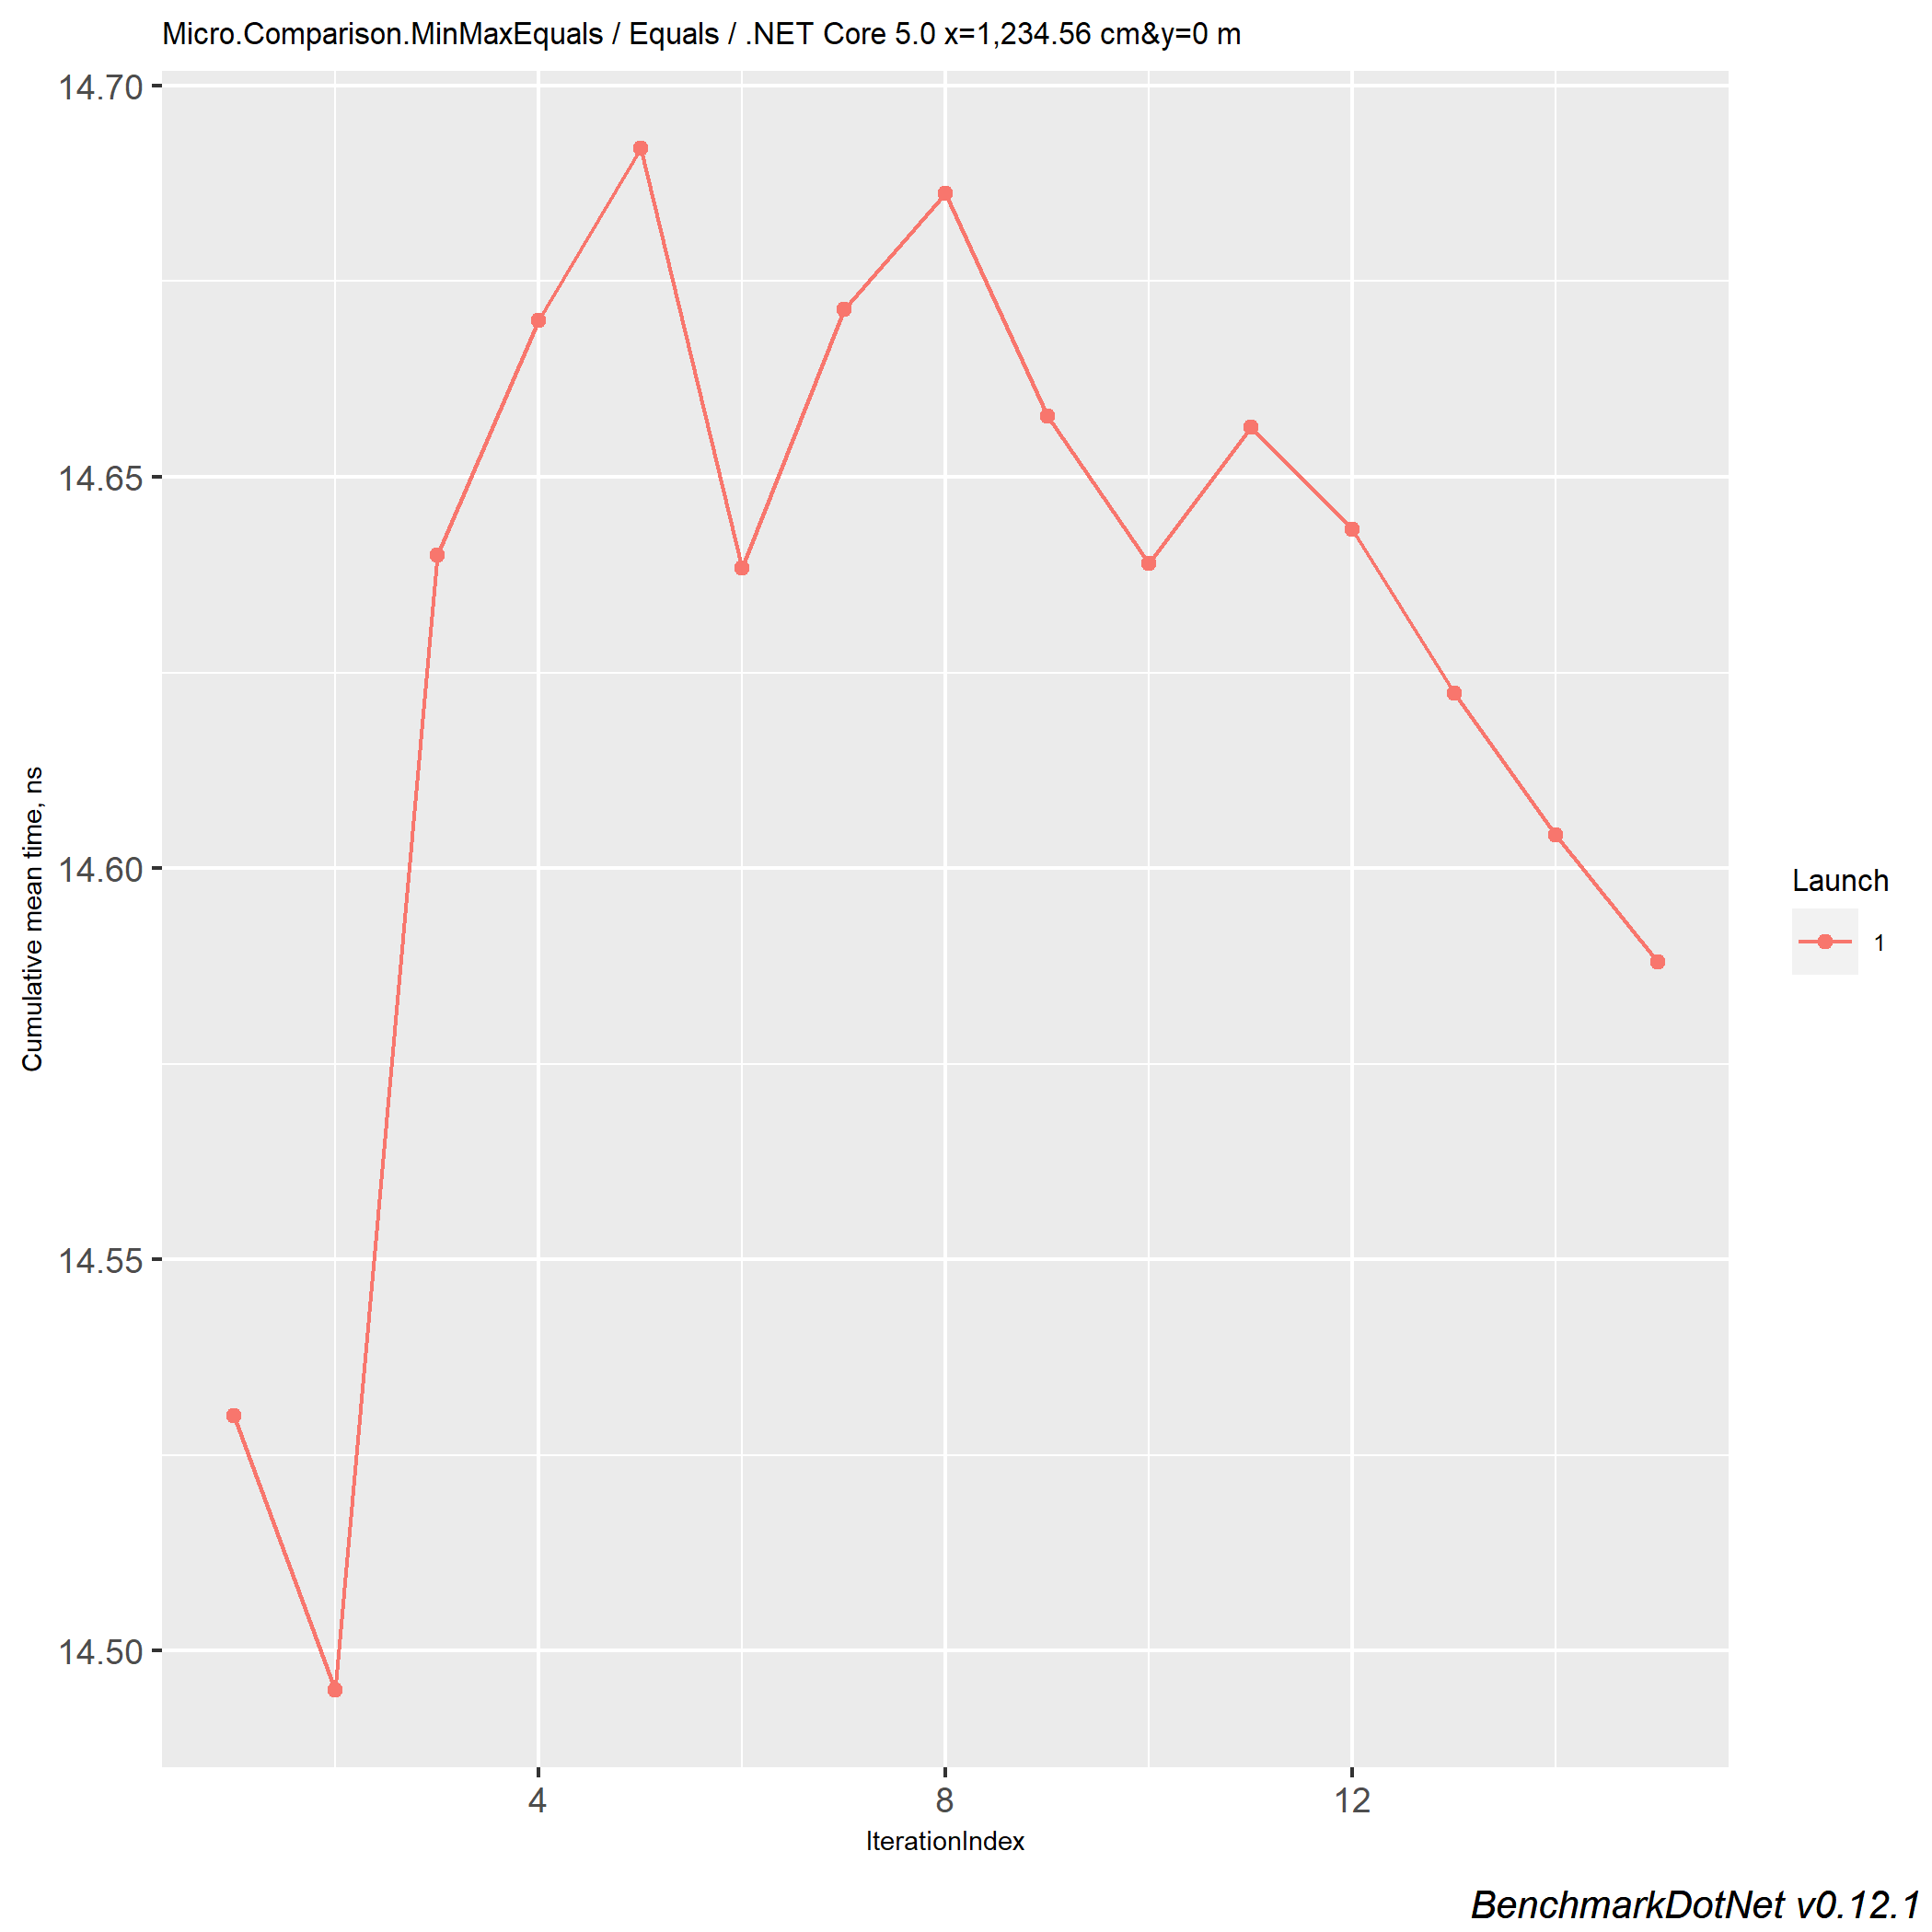 Micro.Comparison.MinMaxEquals / Equals / .NET Core 5.0 x=1,234.56 cm&y=0 m
14.70
14.65
14.60
14.55
14.50
Cumulative mean time, ns
4
8
12
IterationIndex
Launch
1
BenchmarkDotNet v0.12.1